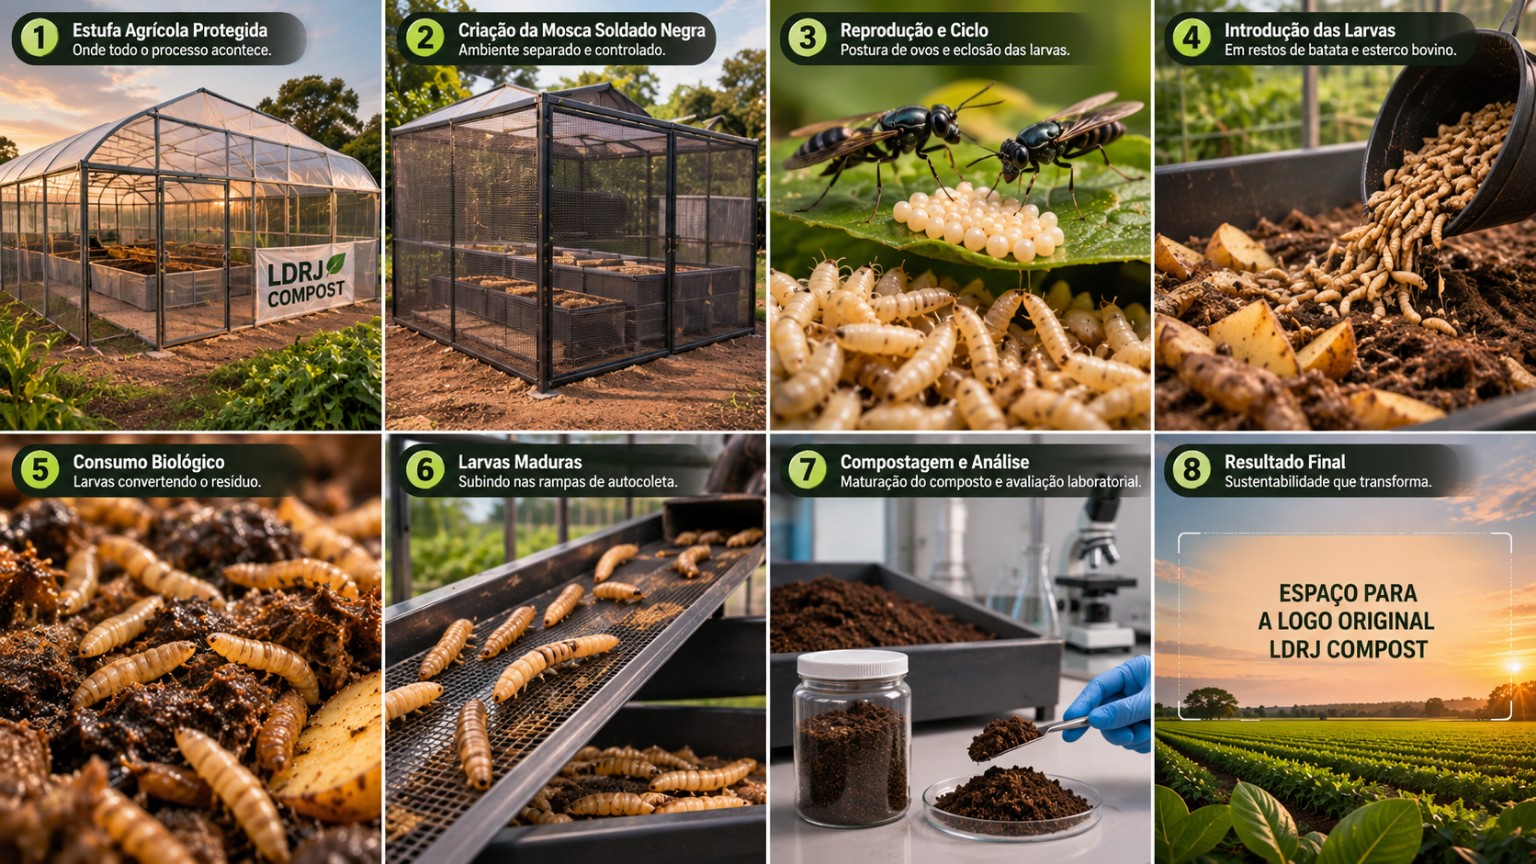 1
Estufa Agrícola Protegida
Onde todo o processo acontece.
LDRJ
COMPOST
2
Criação da Mosca Soldado Negra
Ambiente separado e controlado.
3
Reprodução e Ciclo
Postura de ovos e eclosão das larvas.
4
Introdução das Larvas
Em restos de batata e esterco bovino.
5
Consumo Biológico
Larvas convertendo o resíduo.
6
Larvas Maduras
Subindo nas rampas de autocoleta.
7
Compostagem e Análise
Maturação do composto e avaliação laboratorial.
8
Resultado Final
Sustentabilidade que transforma.
ESPAÇO PARA
A LOGO ORIGINAL
LDRJ COMPOST